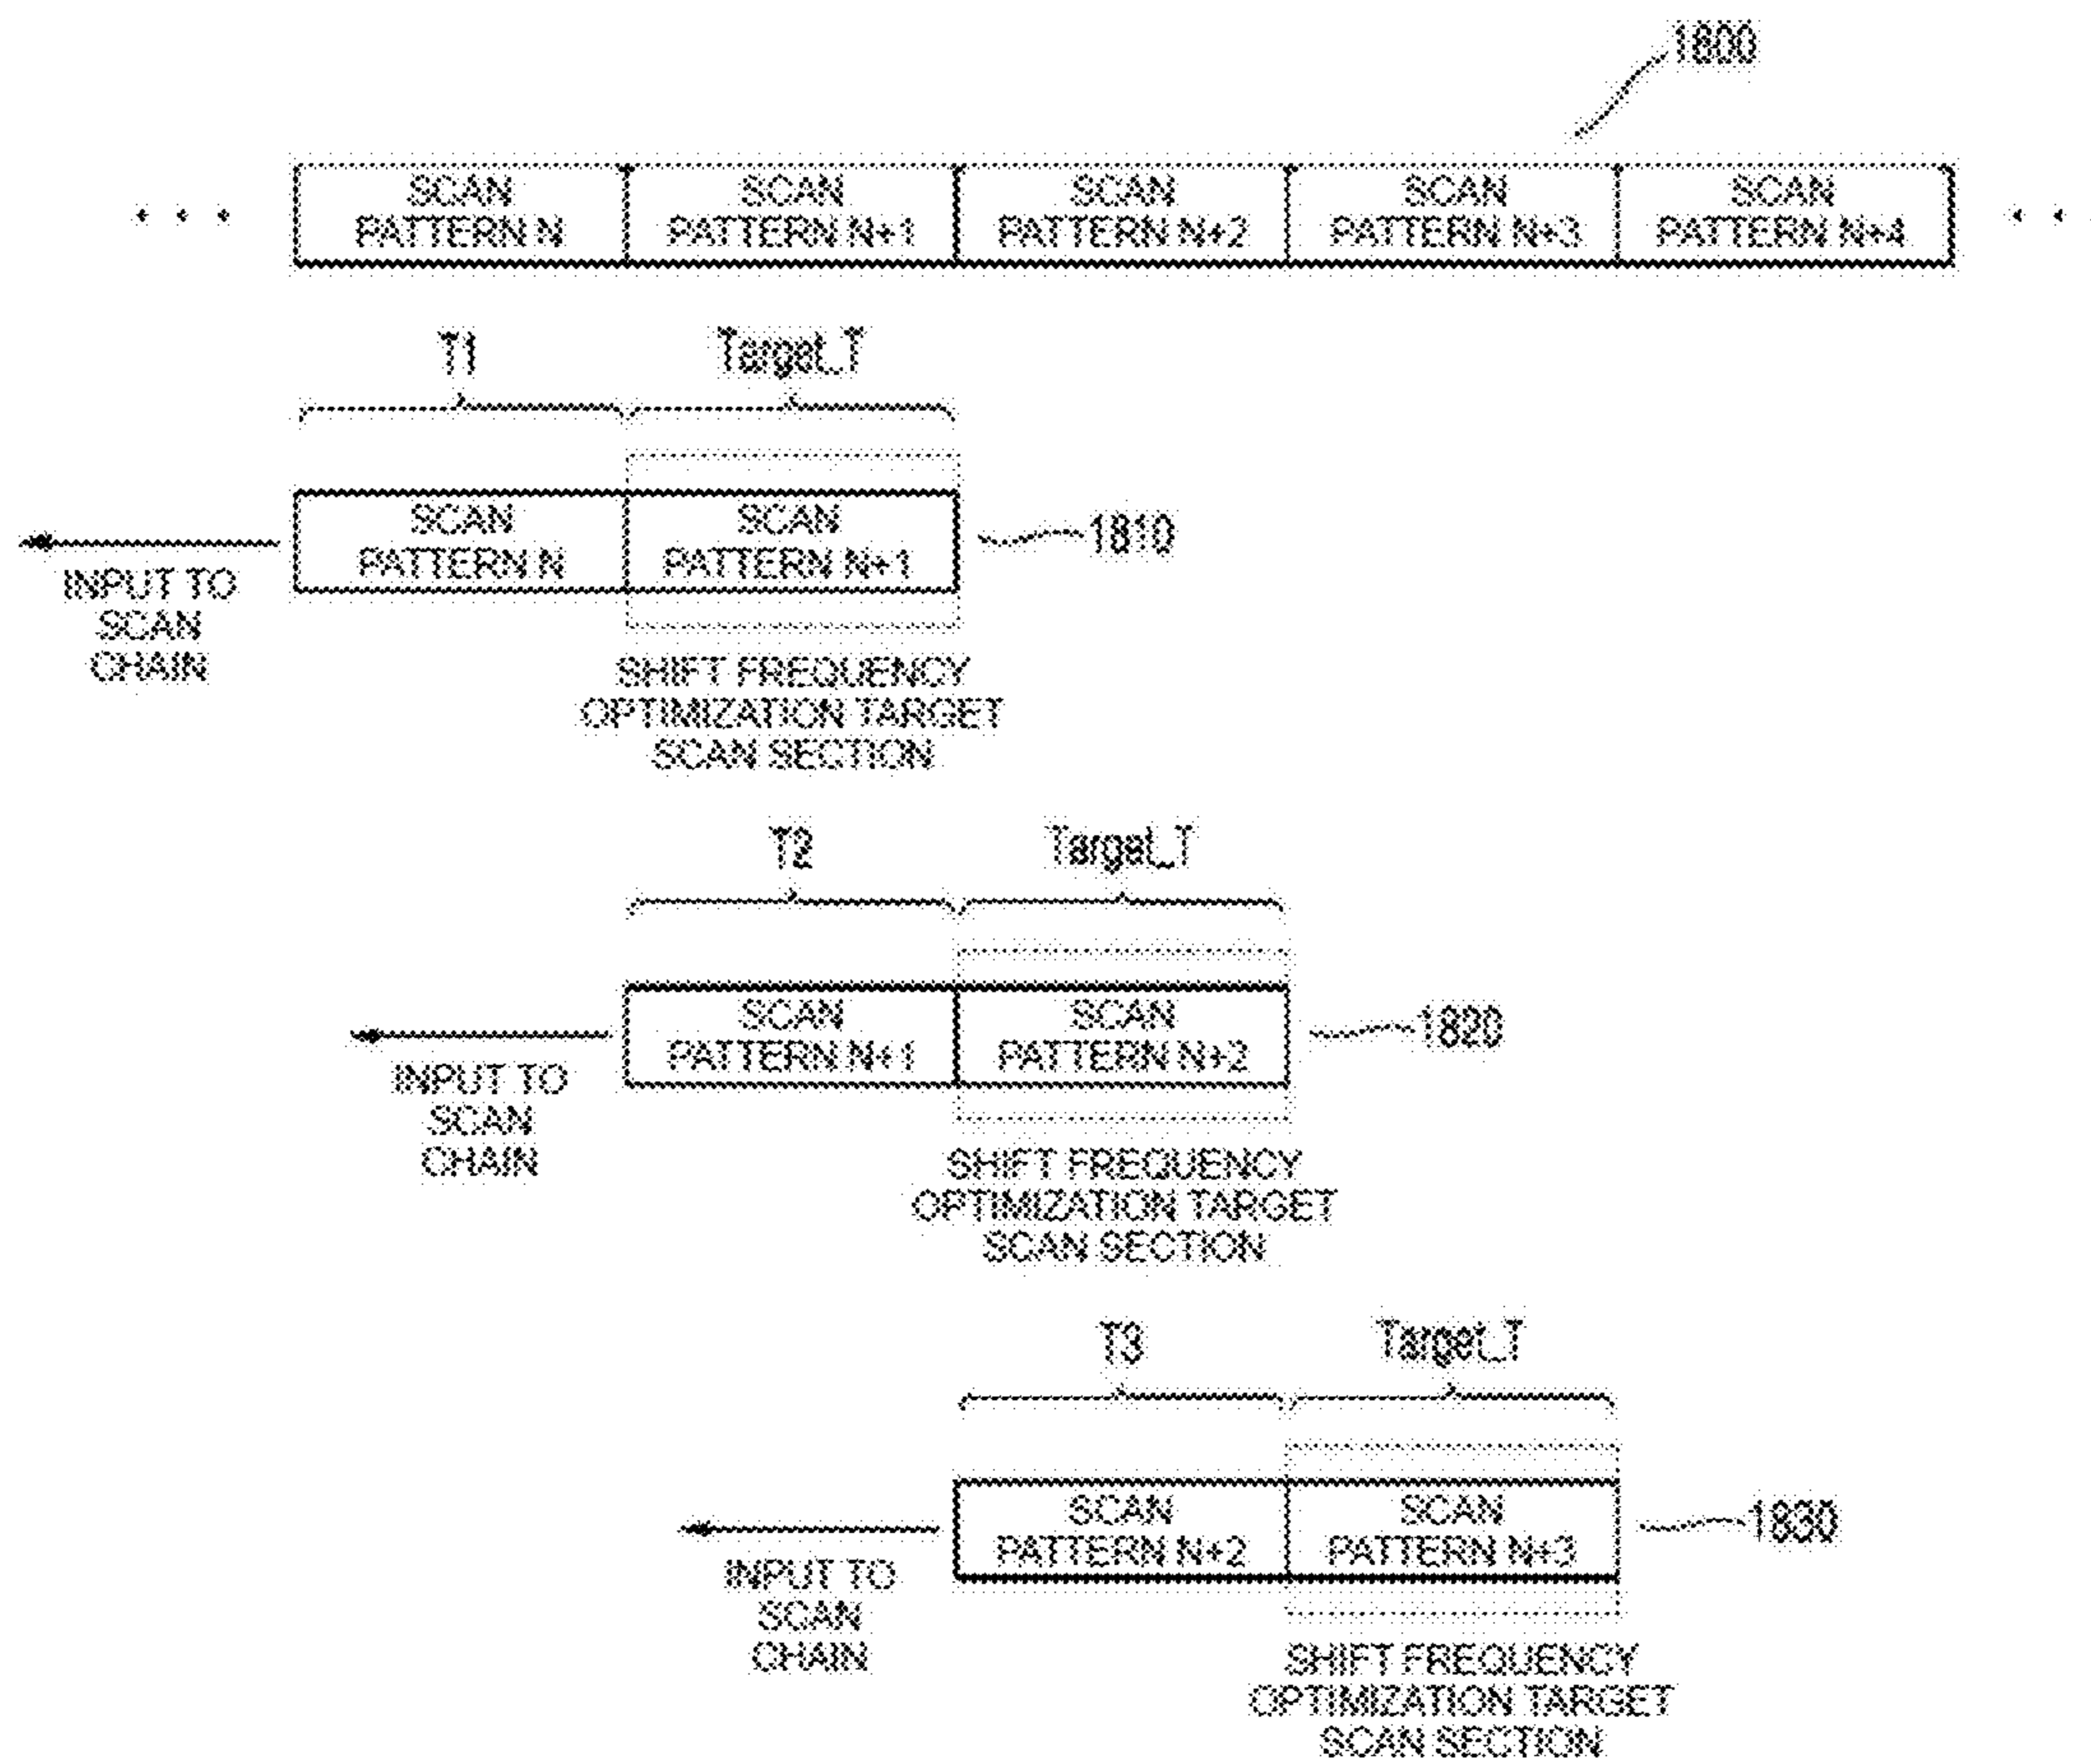 1800
. . . SCAN PATTERN N SCAN PATTERN N+1 SCAN PATTERN N+2 SCAN PATTERN N+3 SCAN PATTERN N+4 . . .
T1 Target_T
SCAN PATTERN N SCAN PATTERN N+1 1810
INPUT TO
SCAN
CHAIN
SHIFT FREQUENCY
OPTIMIZATION TARGET
SCAN SECTION
T2 Target_T
SCAN PATTERN N+1 SCAN PATTERN N+2 1820
INPUT TO
SCAN
CHAIN
SHIFT FREQUENCY
OPTIMIZATION TARGET
SCAN SECTION
T3 Target_T
SCAN PATTERN N+2 SCAN PATTERN N+3 1830
INPUT TO
SCAN
CHAIN
SHIFT FREQUENCY
OPTIMIZATION TARGET
SCAN SECTION